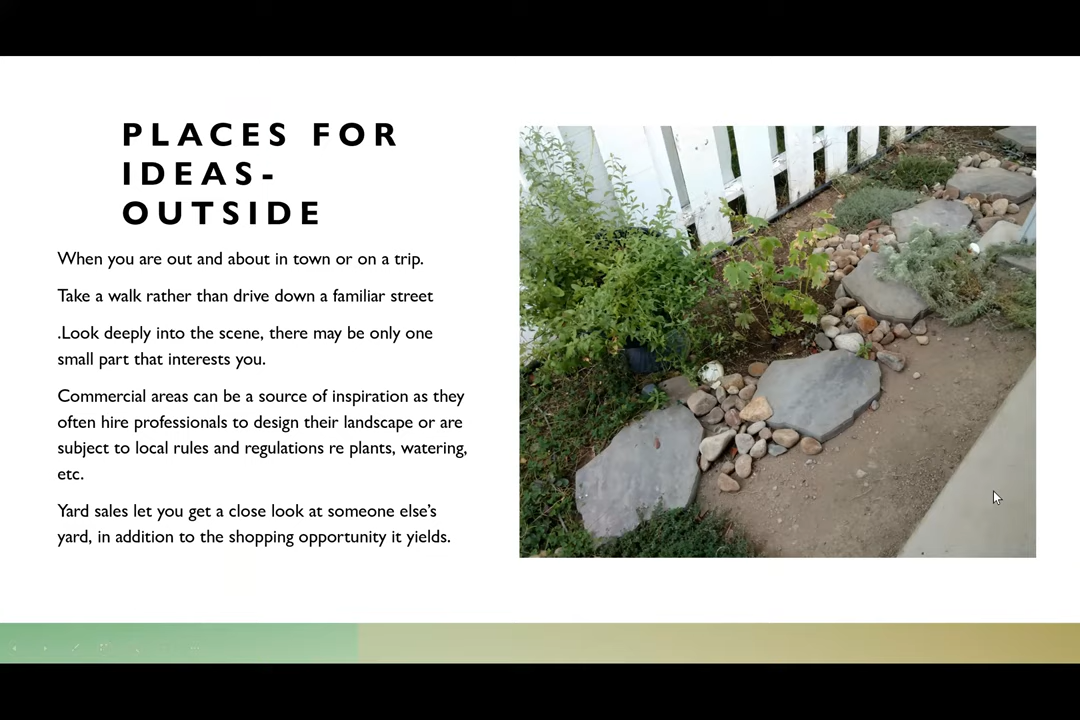 PLACES FOR
IDEAS-
OUTSIDE
When you are out and about in town or on a trip.
Take a walk rather than drive down a familiar street
.Look deeply into the scene, there may be only one
small part that interests you.
Commercial areas can be a source of inspiration as they
often hire professionals to design their landscape or are
subject to local rules and regulations re plants, watering,
etc.
Yard sales let you get a close look at someone else’s
yard, in addition to the shopping opportunity it yields.